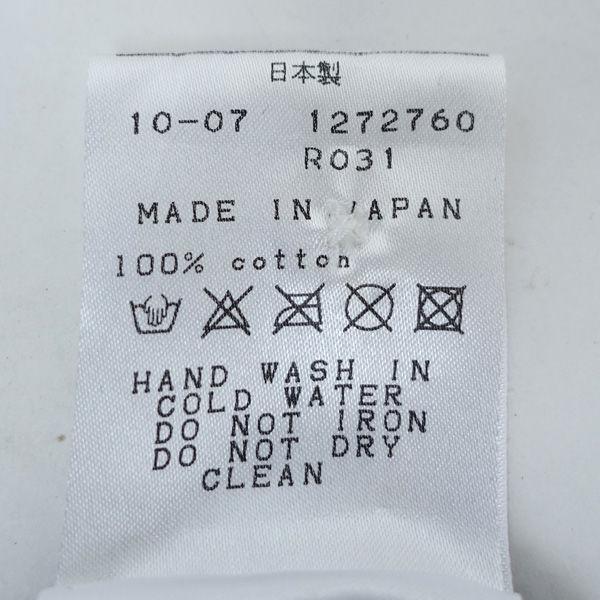 日本製
10-07 1272760
R031
MADE IN JAPAN
100% cotton
HAND WASH IN
COLD WATER
DO NOT IRON
DO NOT DRY
CLEAN